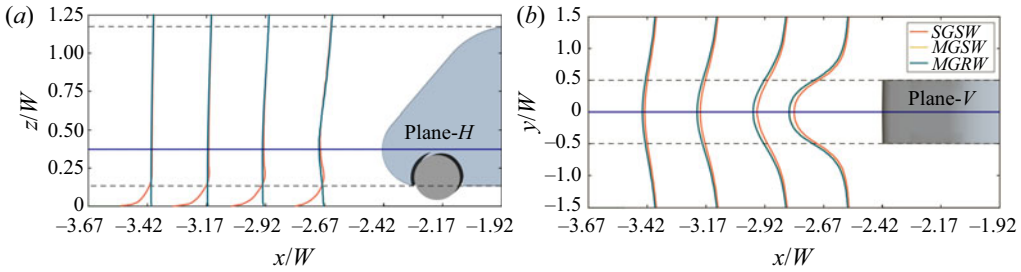 (a)
1.25
1.00
0.75
0.50
0.25
0
z/W
Plane-H
−3.67 −3.42 −3.17 −2.92 −2.67 −2.42 −2.17 −1.92
x/W
(b)
1.5
1.0
0.5
0
−0.5
−1.0
−1.5
y/W
SGSW
MGSW
MGRW
Plane-V
−3.67 −3.42 −3.17 −2.92 −2.67 −2.42 −2.17 −1.92
x/W